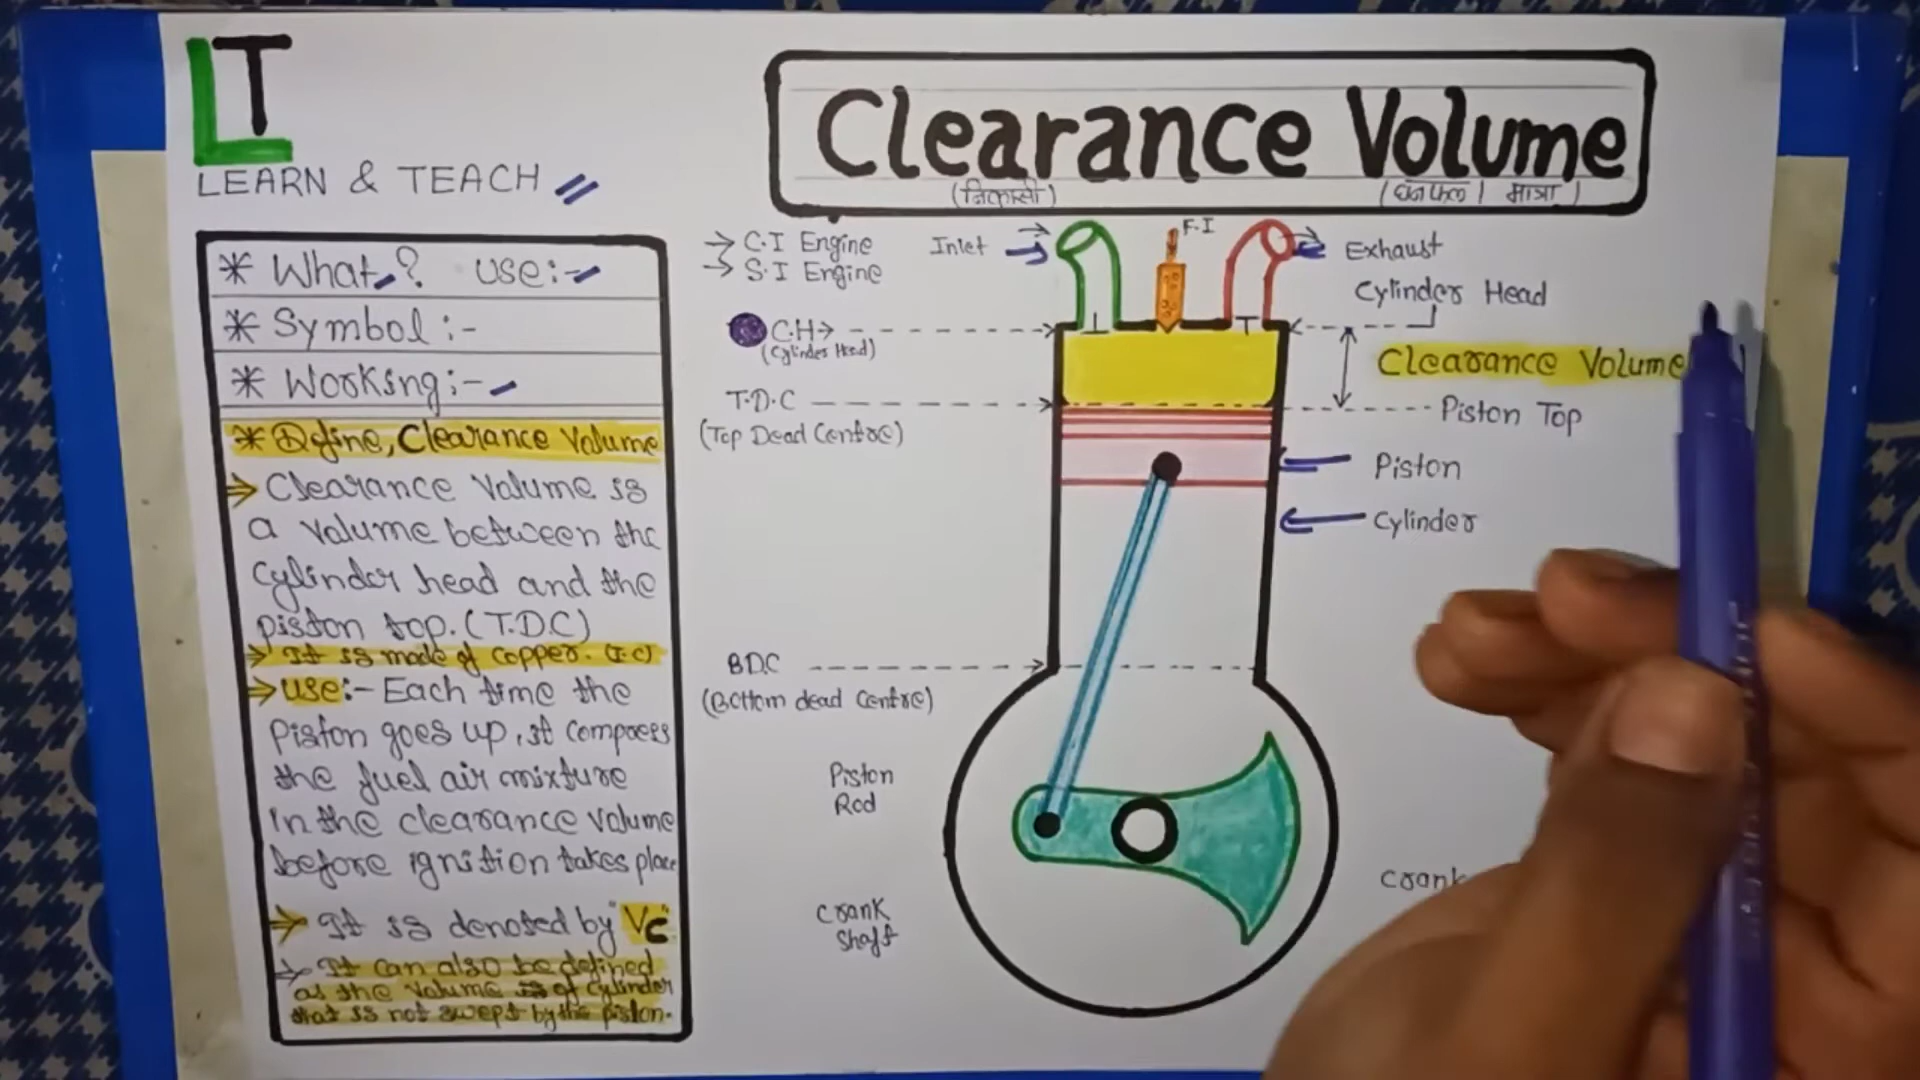 LT
LEARN & TEACH
Clearance Volume
(निकासी) (घनफल / मात्रा)
* What ? use:-
* Symbol:-
* Working:-
* Define, Clearance Volume
→ Clearance Volume is
a volume between the
cylinder head and the
piston top. (T.D.C)
→ It is made of copper. (I.C)
→ use:- Each time the
Piston goes up, it compress
the fuel air mixture
in the clearance volume
before ignition takes place
→ It is denoted by "Vc"
→ It can also be defined
as the volume of cylinder
that is not swept by the piston.
→ C.I Engine
→ S.I Engine
Inlet
F.I
Exhaust
Cylinder Head
C.H→
(Cylinder Head)
Clearance Volume
T.D.C
(Top Dead Centre)
Piston Top
Piston
Cylinder
B.D.C
(Bottom dead Centre)
Piston
Rod
Crank
Shaft
Crank